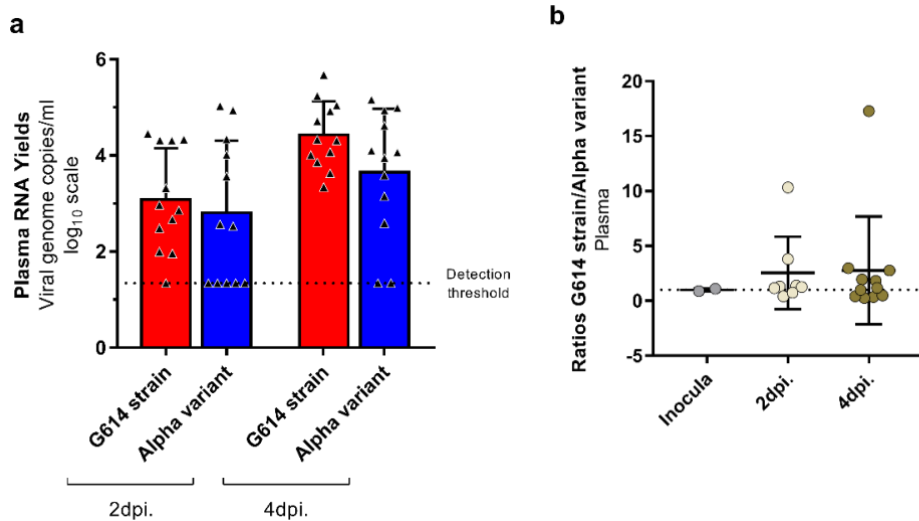 a
Plasma RNA Yields
Viral genome copies/ml
log10 scale
6
4
2
0
Detection
threshold
G614 strain
Alpha variant
G614 strain
Alpha variant
2dpi.
4dpi.
b
Ratios G614 strain/Alpha variant
Plasma
20
15
10
5
0
-5
Inocula
2dpi.
4dpi.